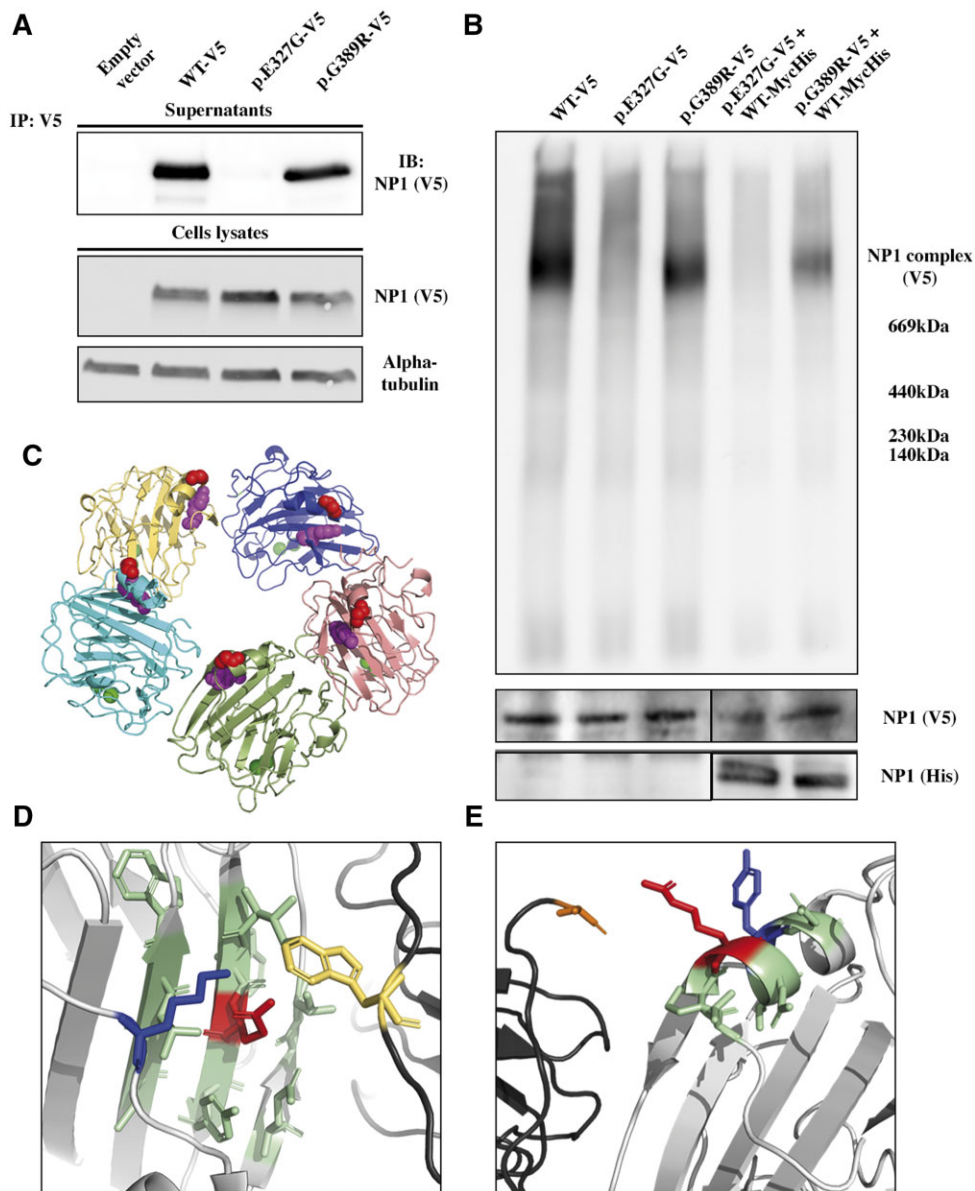 A
Empty
vector
WT-V5
p.E327G-V5
p.G389R-V5
IP: V5
Supernatants
IB:
NP1 (V5)
Cells lysates
NP1 (V5)
Alpha-
tubulin
B
WT-V5
p.E327G-V5
p.G389R-V5
p.E327G-V5 +
WT-MycHis
p.G389R-V5 +
WT-MycHis
NP1 complex
(V5)
669kDa
440kDa
230kDa
140kDa
NP1 (V5)
NP1 (His)
C
D
E